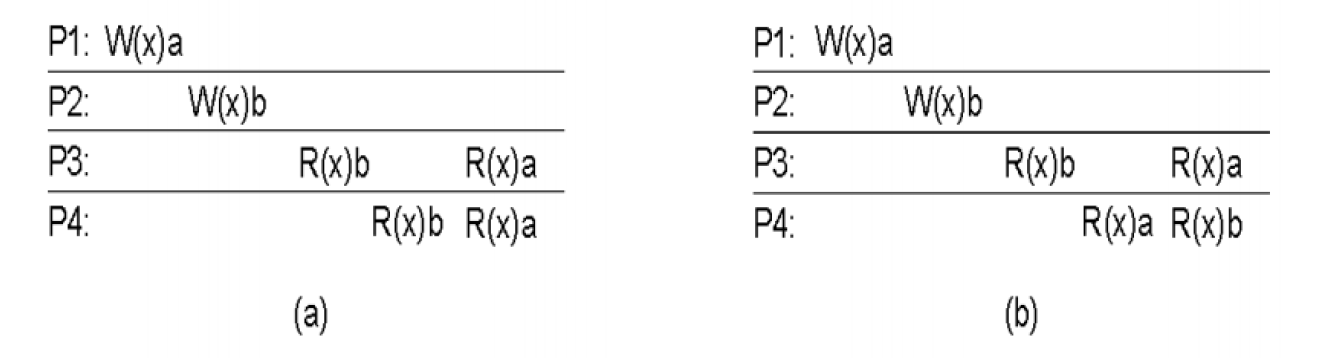 P1: W(x)a
P2: W(x)b
P3: R(x)b R(x)a
P4: R(x)b R(x)a
(a)
P1: W(x)a
P2: W(x)b
P3: R(x)b R(x)a
P4: R(x)a R(x)b
(b)